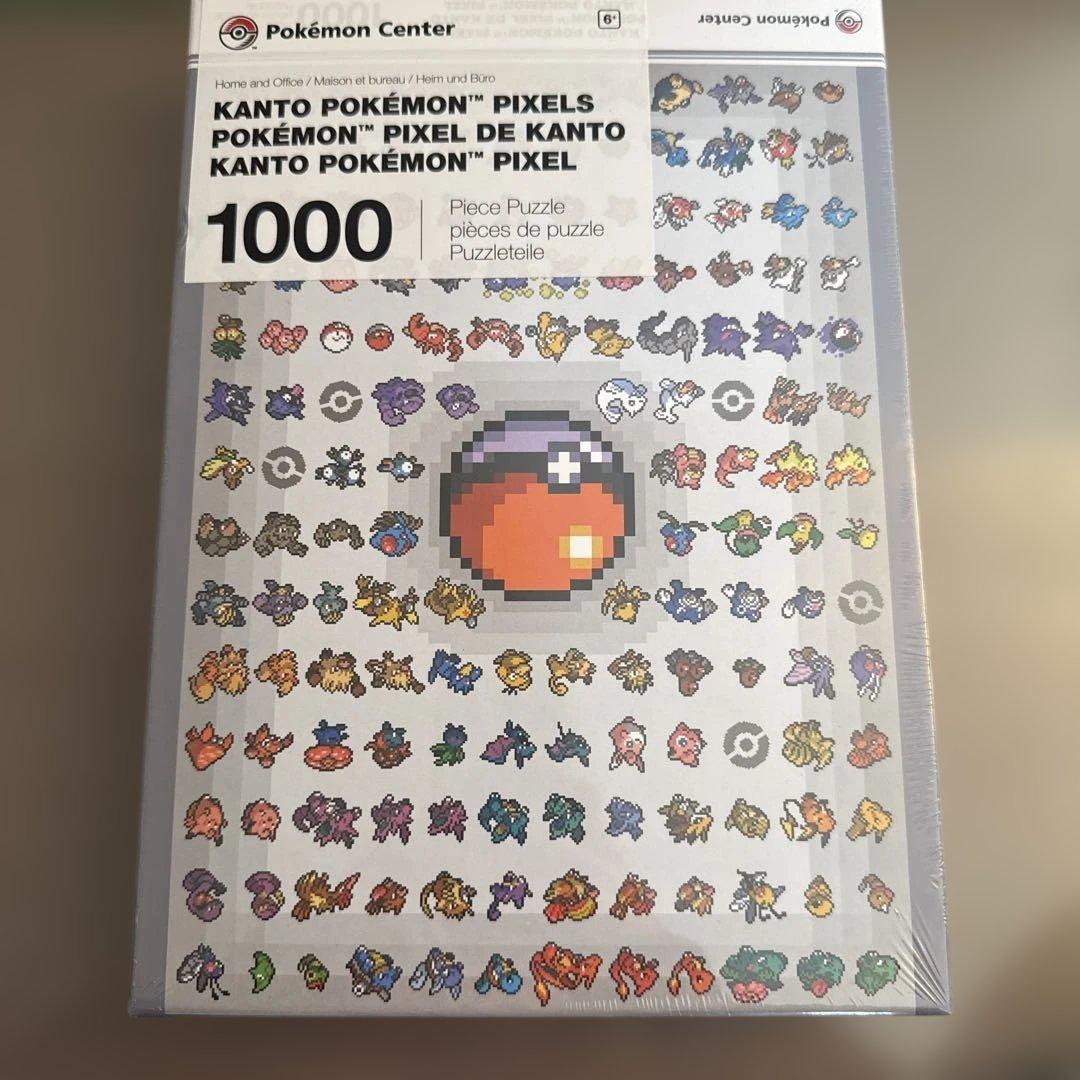 Pokémon Center
6+
Pokémon Center
Home and Office / Maison et bureau / Heim und Büro
KANTO POKÉMON™ PIXELS
POKÉMON™ PIXEL DE KANTO
KANTO POKÉMON™ PIXEL
1000
Piece Puzzle
pièces de puzzle
Puzzleteile